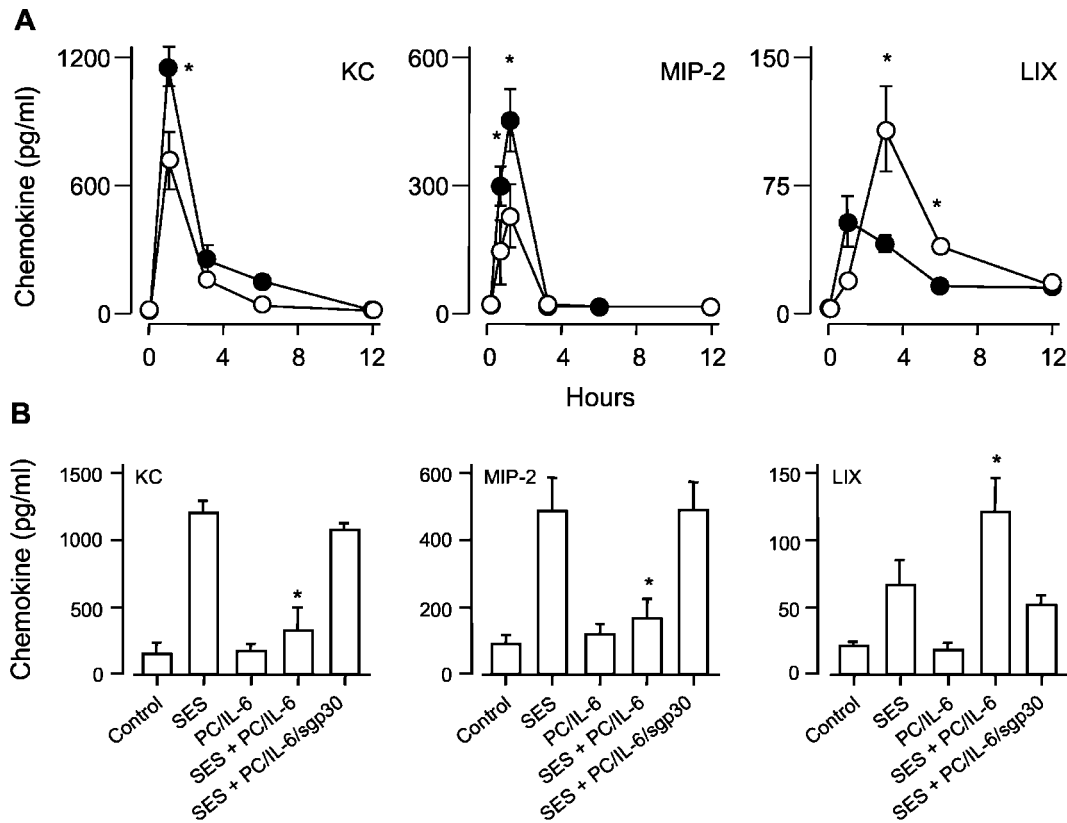 A
Chemokine (pg/ml)
1200
600
0
KC
*
0 4 8 12
600
300
0
MIP-2
*
*
0 4 8 12
150
75
0
LIX
*
*
0 4 8 12
Hours
B
Chemokine (pg/ml)
1500
1000
500
0
KC
*
Control
SES
PC/IL-6
SES + PC/IL-6
SES + PC/IL-6/sgp30
600
400
200
0
MIP-2
*
Control
SES
PC/IL-6
SES + PC/IL-6
SES + PC/IL-6/sgp30
150
100
50
0
LIX
*
Control
SES
PC/IL-6
SES + PC/IL-6
SES + PC/IL-6/sgp30